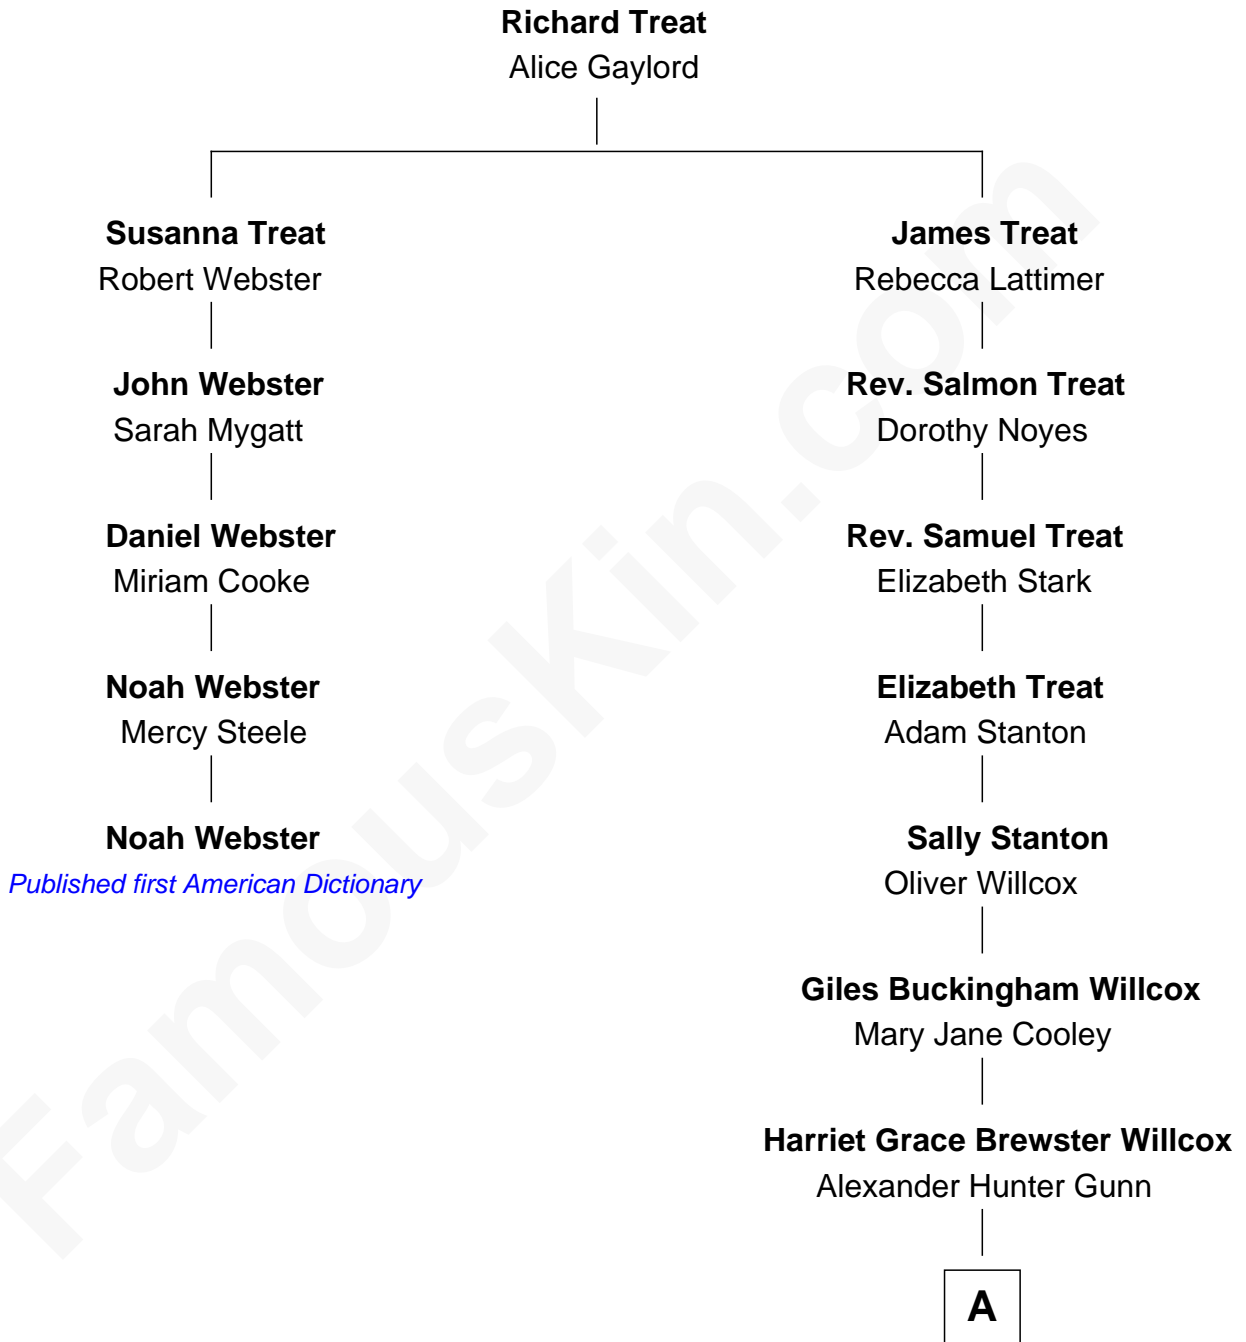 Richard Treat
Alice Gaylord
Susanna Treat
Robert Webster
James Treat
Rebecca Lattimer
John Webster
Sarah Mygatt
Rev. Salmon Treat
Dorothy Noyes
Daniel Webster
Miriam Cooke
Rev. Samuel Treat
Elizabeth Stark
Noah Webster
Mercy Steele
Elizabeth Treat
Adam Stanton
Noah Webster
Published first American Dictionary
Sally Stanton
Oliver Willcox
Giles Buckingham Willcox
Mary Jane Cooley
Harriet Grace Brewster Willcox
Alexander Hunter Gunn
A
FamousKin.com